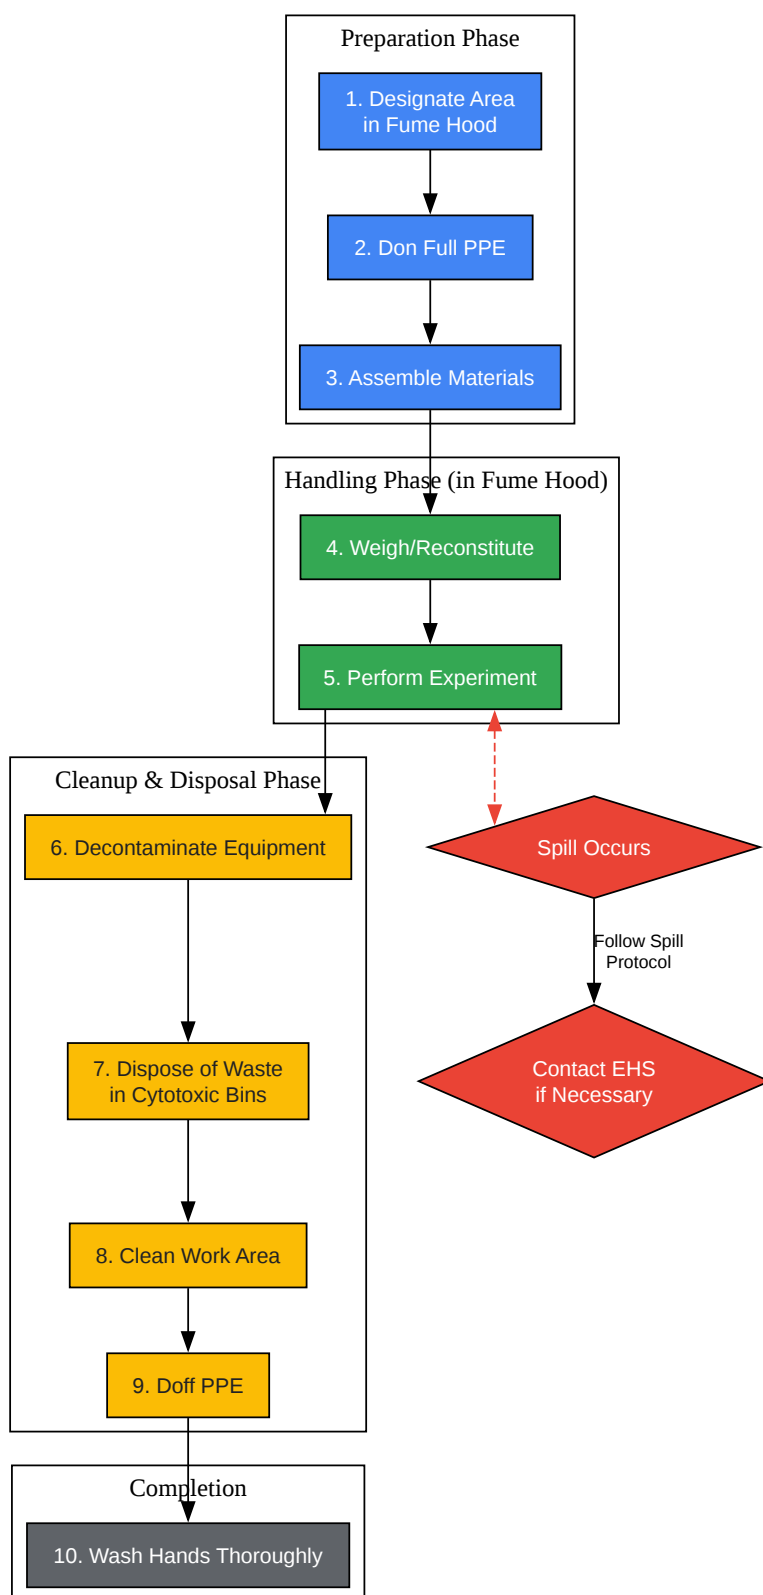 Preparation Phase
1. Designate Area
in Fume Hood
2. Don Full PPE
3. Assemble Materials
Handling Phase (in Fume Hood)
4. Weigh/Reconstitute
5. Perform Experiment
Cleanup & Disposal Phase
6. Decontaminate Equipment
Spill Occurs
Follow Spill
Protocol
7. Dispose of Waste
in Cytotoxic Bins
Contact EHS
if Necessary
8. Clean Work Area
9. Doff PPE
Completion
10. Wash Hands Thoroughly